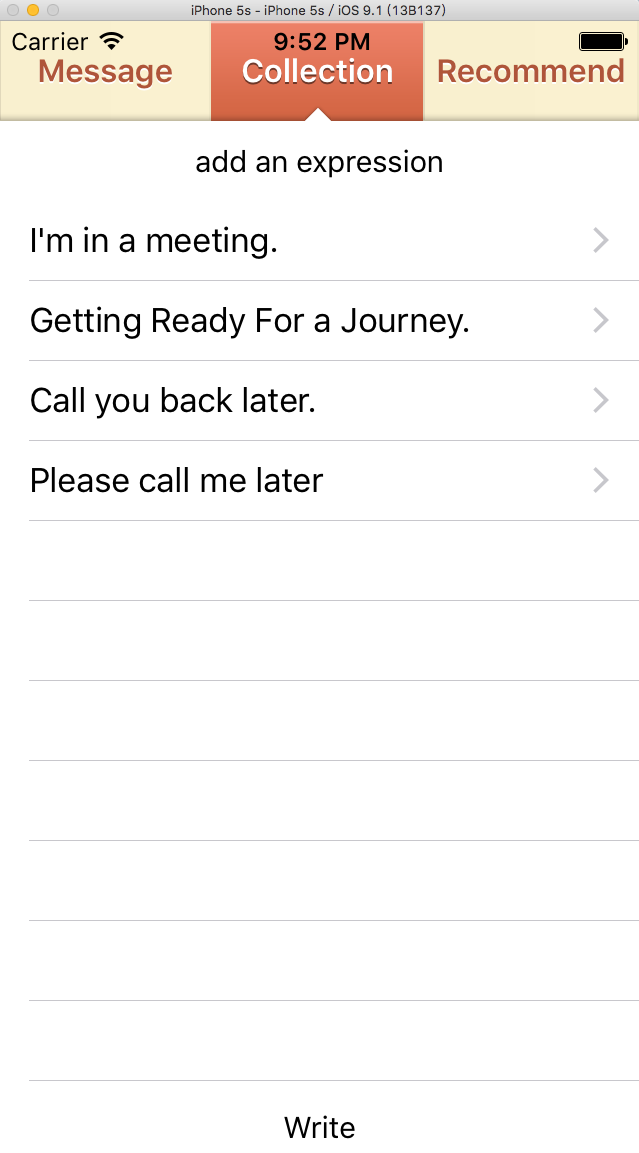 iPhone 5s - iPhone 5s / iOS 9.1 (13B137)
Carrier 9:52 PM
Message Collection Recommend
add an expression
I'm in a meeting.
Getting Ready For a Journey.
Call you back later.
Please call me later
Write